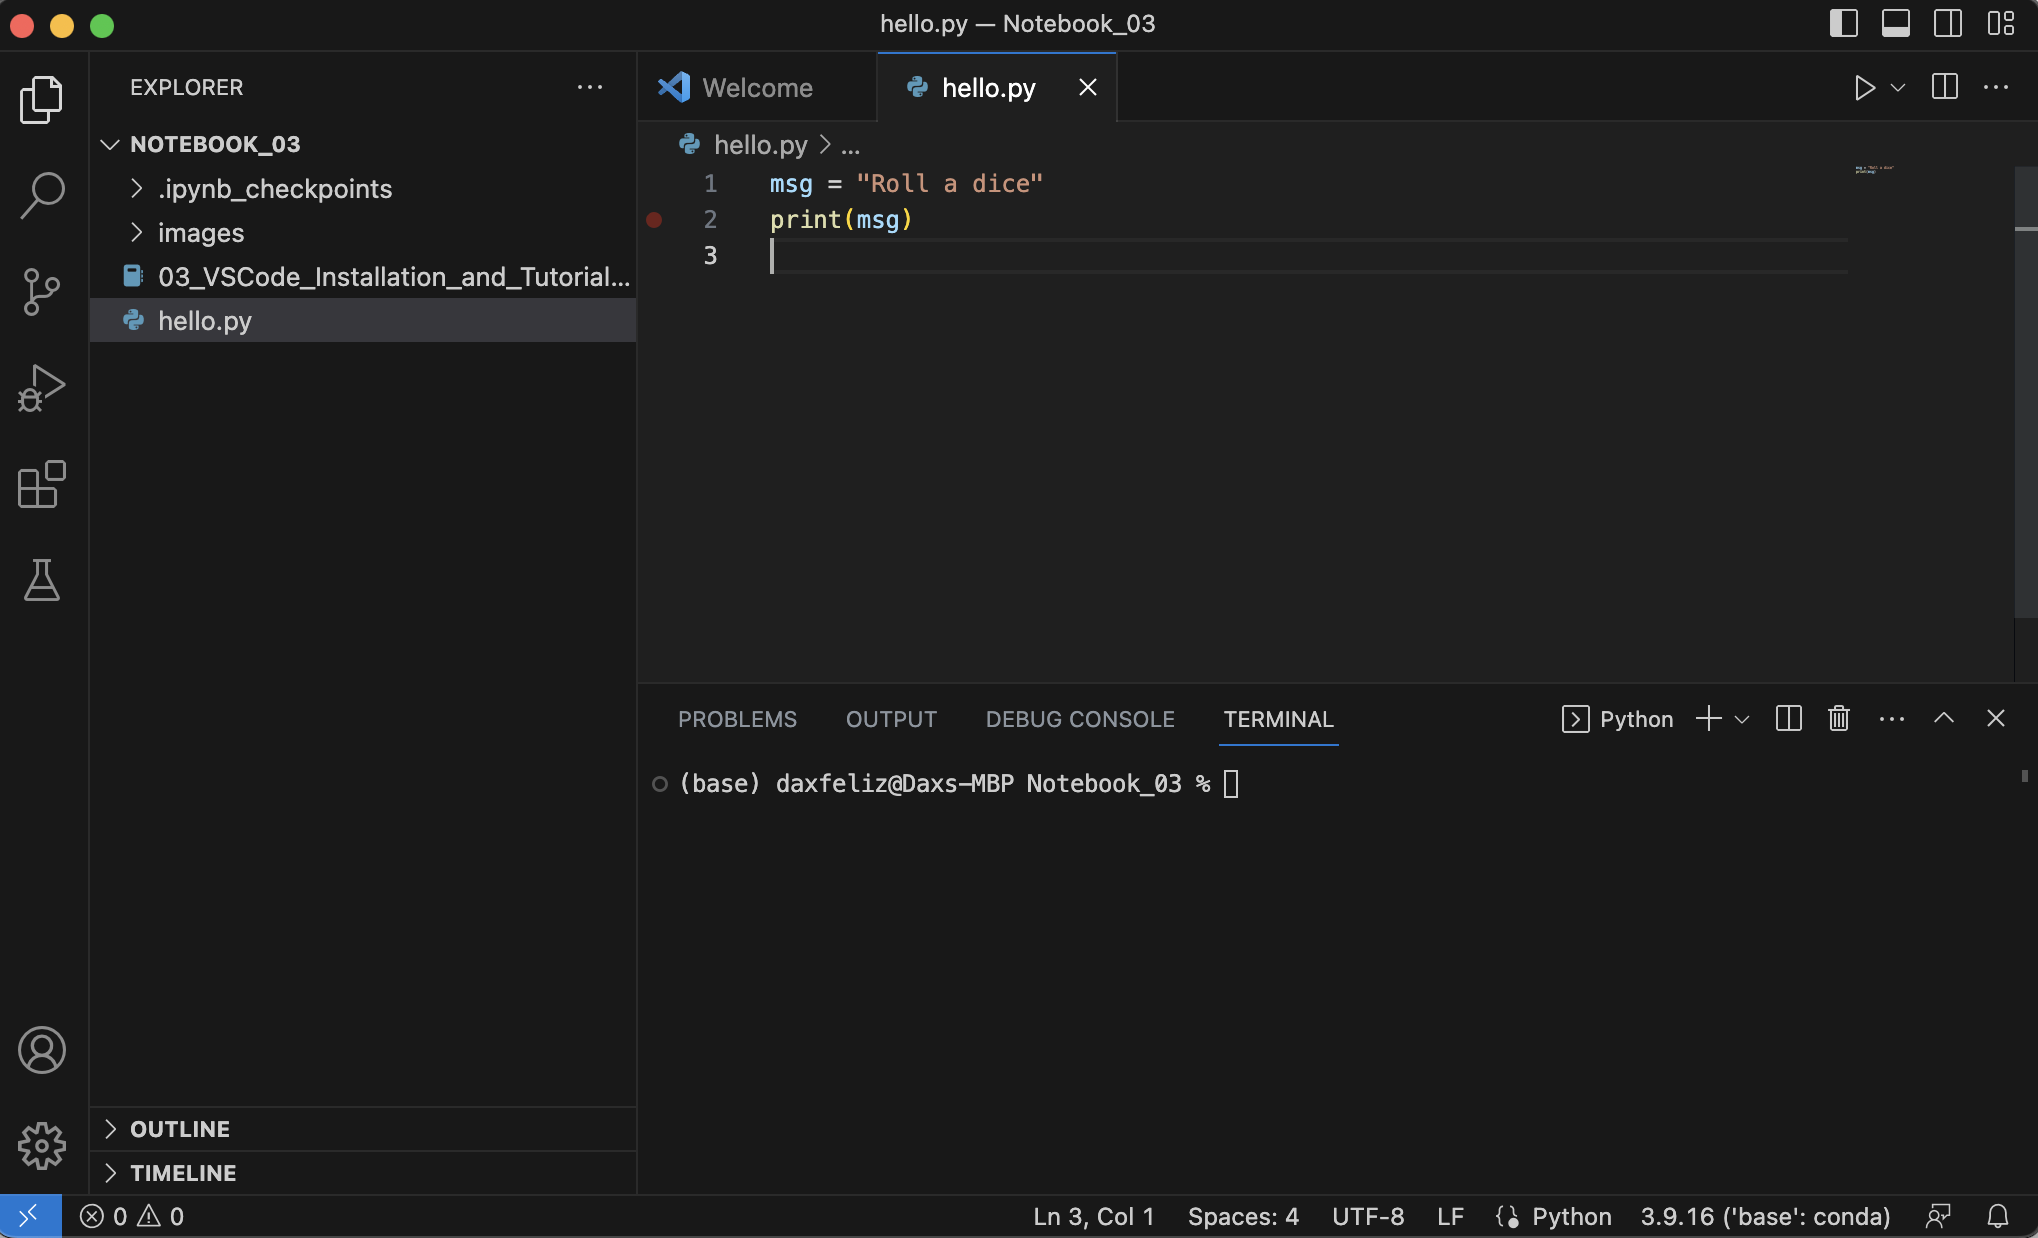 hello.py — Notebook_03
EXPLORER
NOTEBOOK_03
.ipynb_checkpoints
images
03_VSCode_Installation_and_Tutorial...
hello.py
OUTLINE
TIMELINE
Welcome
hello.py
hello.py > ...
1 msg = "Roll a dice"
2 print(msg)
3
PROBLEMS OUTPUT DEBUG CONSOLE TERMINAL Python
(base) daxfeliz@Daxs-MBP Notebook_03 %
0 0 Ln 3, Col 1 Spaces: 4 UTF-8 LF Python 3.9.16 ('base': conda)